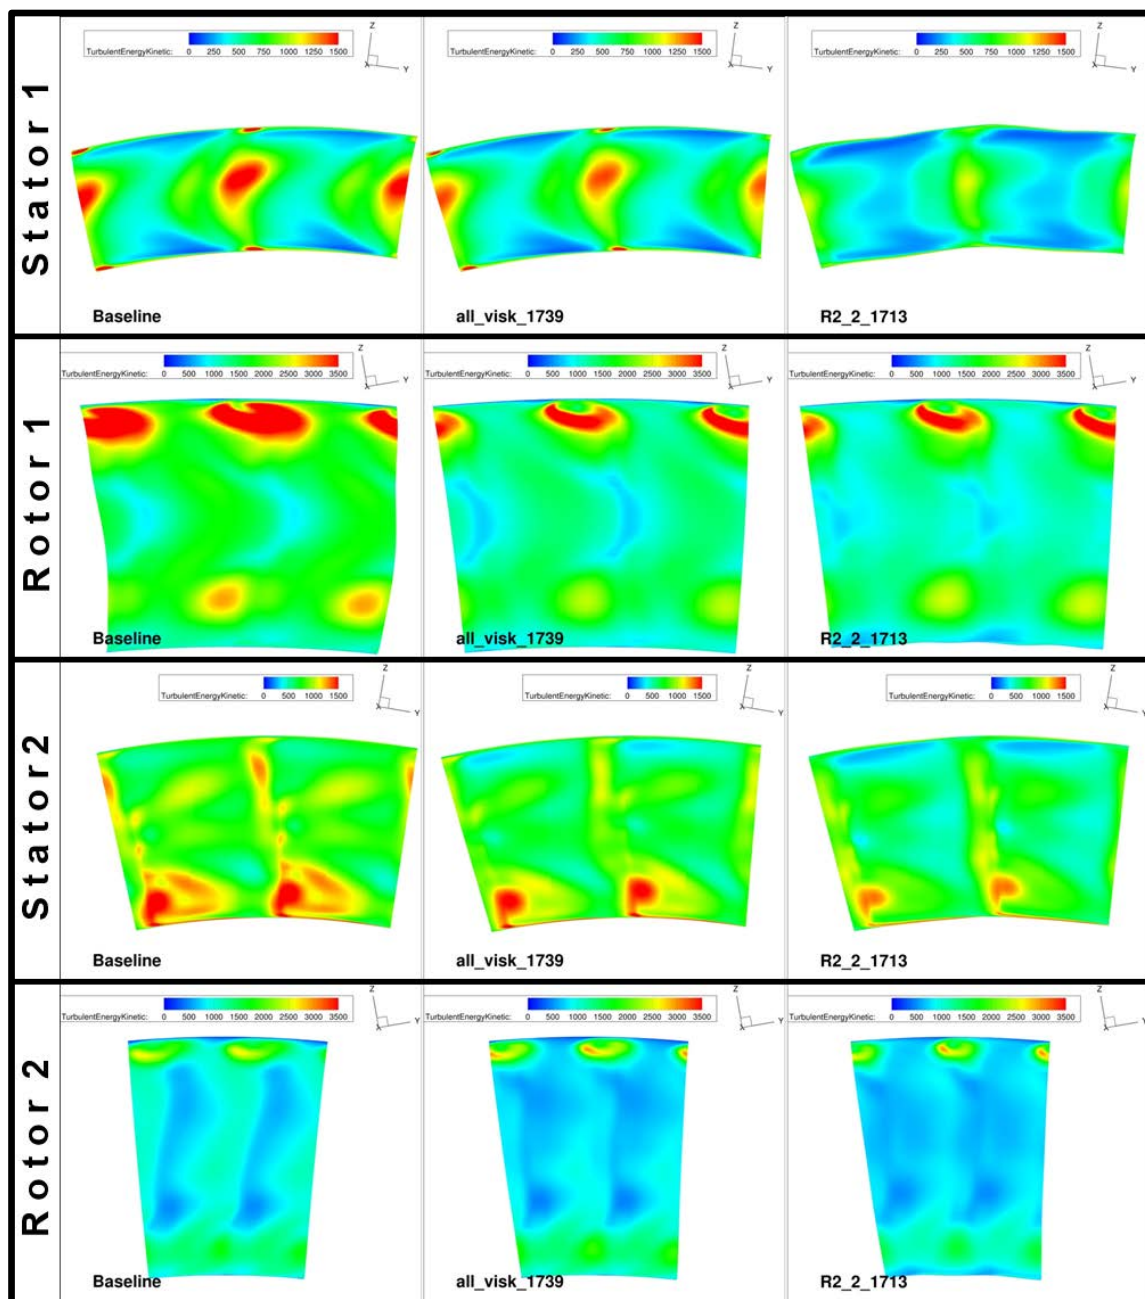 Stator 1
TurbulentEnergyKinetic: 0 250 500 750 1000 1250 1500
Z
X
Y
Baseline
TurbulentEnergyKinetic: 0 250 500 750 1000 1250 1500
Z
X
Y
all_visk_1739
TurbulentEnergyKinetic: 0 250 500 750 1000 1250 1500
Z
X
Y
R2_2_1713
Rotor 1
TurbulentEnergyKinetic: 0 500 1000 1500 2000 2500 3000 3500
Z
X
Y
Baseline
TurbulentEnergyKinetic: 0 500 1000 1500 2000 2500 3000 3500
Z
X
Y
all_visk_1739
TurbulentEnergyKinetic: 0 500 1000 1500 2000 2500 3000 3500
Z
X
Y
R2_2_1713
Stator2
TurbulentEnergyKinetic: 0 500 1000 1500
Z
X
Y
Baseline
TurbulentEnergyKinetic: 0 500 1000 1500
Z
X
Y
all_visk_1739
TurbulentEnergyKinetic: 0 500 1000 1500
Z
X
Y
R2_2_1713
Rotor 2
TurbulentEnergyKinetic: 0 500 1000 1500 2000 2500 3000 3500
Z
X
Y
Baseline
TurbulentEnergyKinetic: 0 500 1000 1500 2000 2500 3000 3500
Z
X
Y
all_visk_1739
TurbulentEnergyKinetic: 0 500 1000 1500 2000 2500 3000 3500
Z
X
Y
R2_2_1713